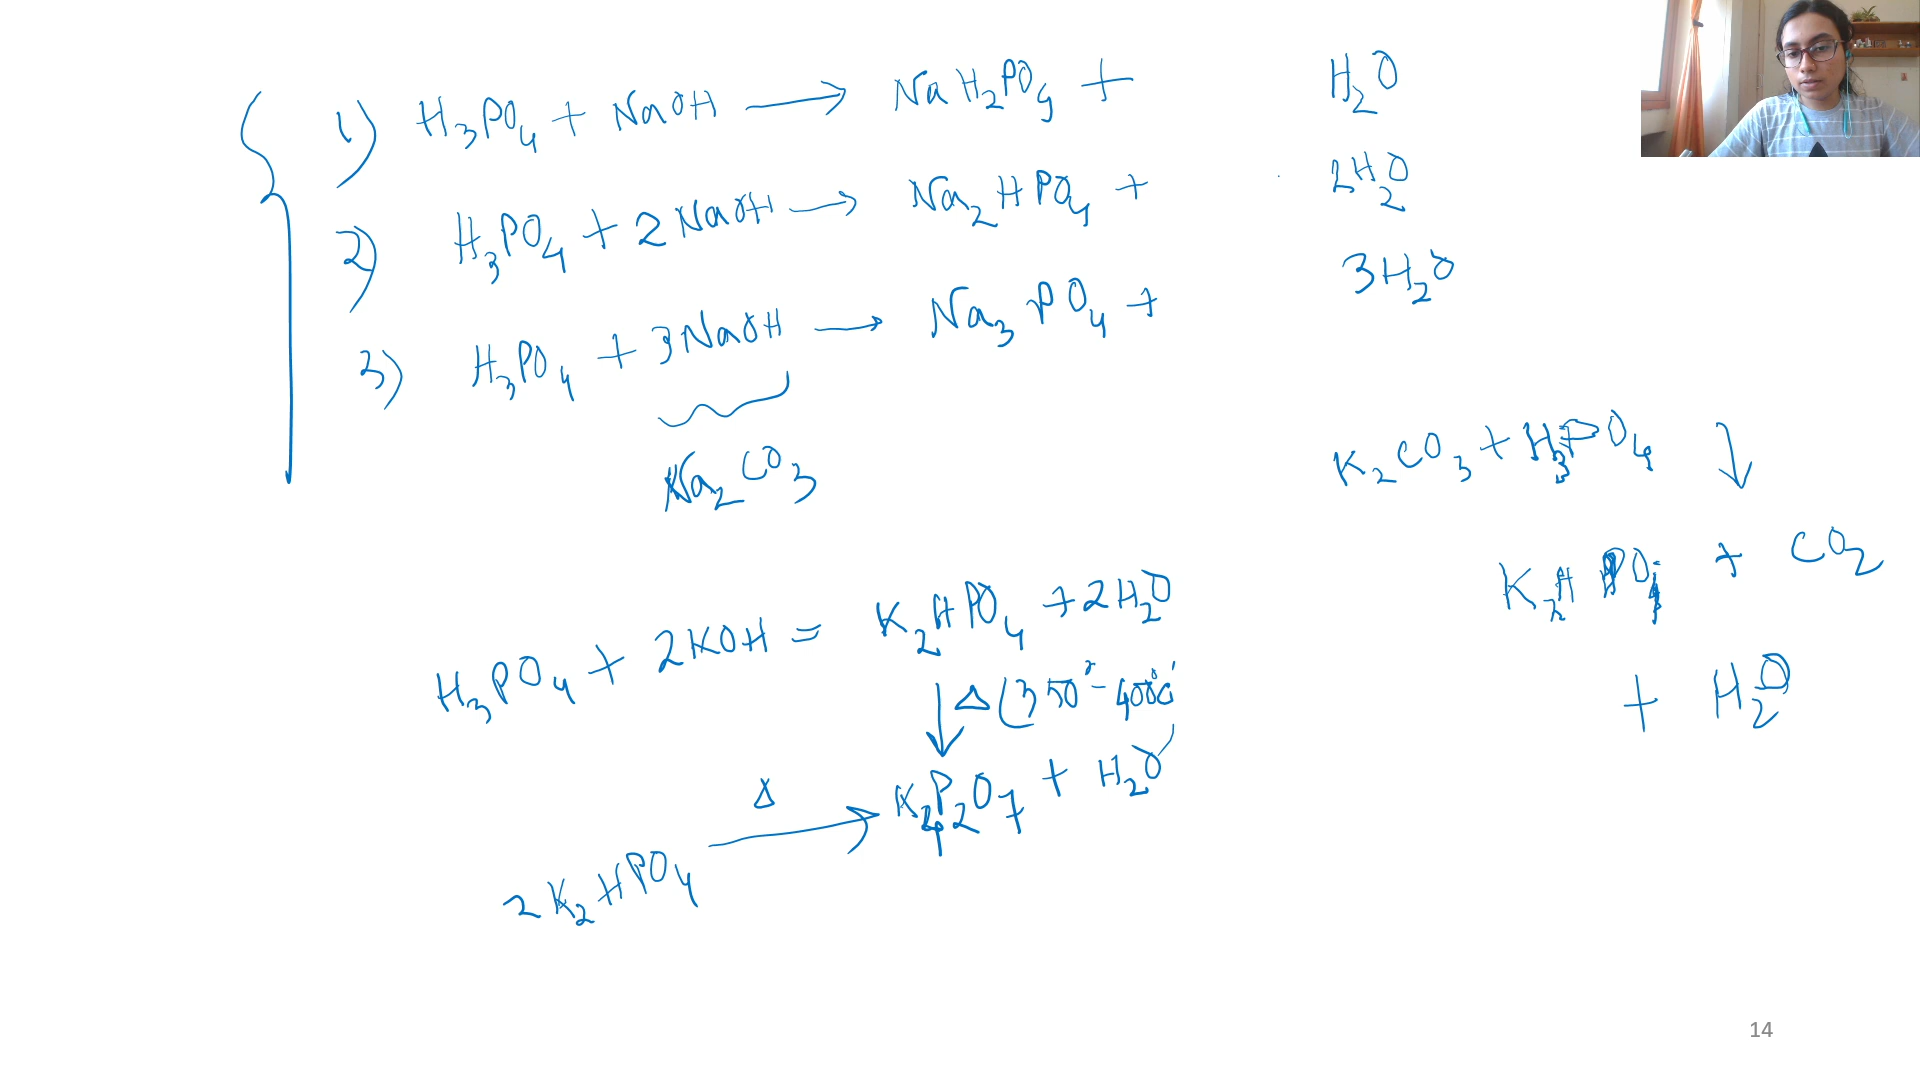 1) H₃PO₄ + NaOH ⟶ NaH₂PO₄ + H₂O
2) H₃PO₄ + 2NaOH ⟶ Na₂HPO₄ + 2H₂O
3) H₃PO₄ + 3NaOH ⟶ Na₃PO₄ + 3H₂O
Na₂CO₃
K₂CO₃ + H₃PO₄ ↓
K₂HPO₄ + CO₂
+ H₂O
H₃PO₄ + 2KOH = K₂HPO₄ + 2H₂O
↓ Δ (350° - 400°C
2K₂HPO₄ ⟶ Δ K₄P₂O₇ + H₂O
14